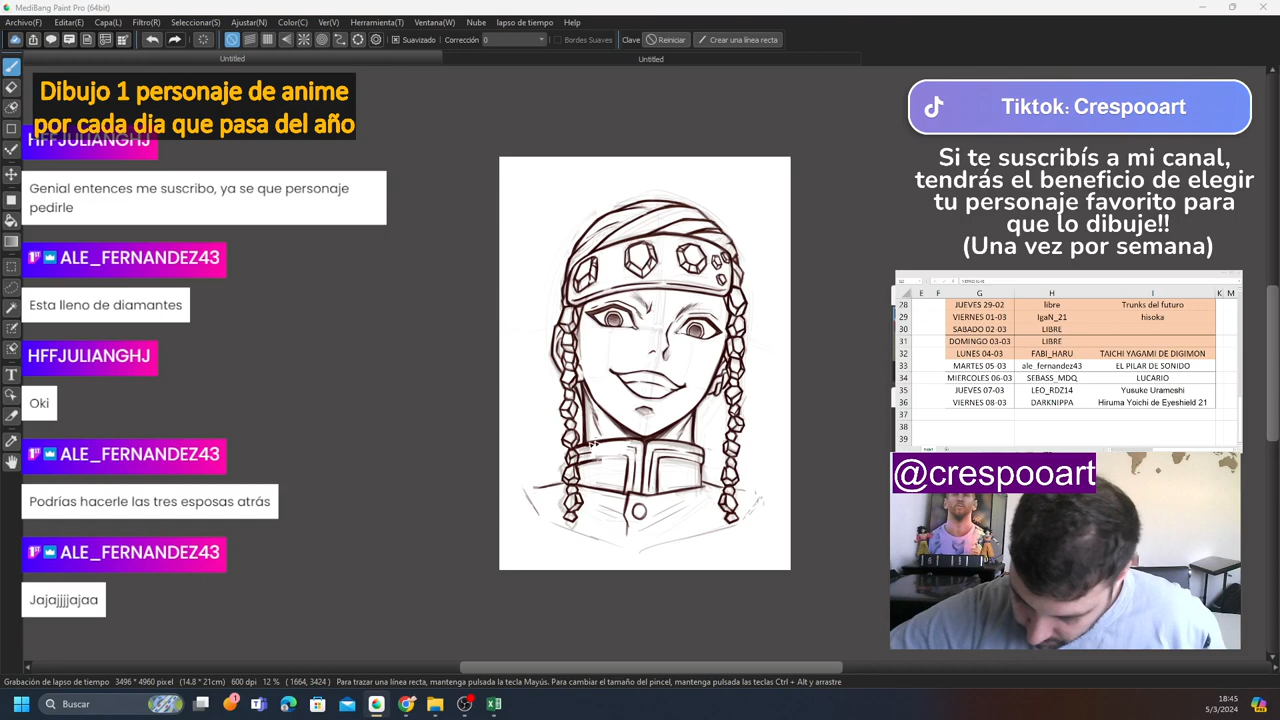 MediBang Paint Pro (64bit)
Archivo(F) Editar(E) Capa(L) Filtro(R) Seleccionar(S) Ajustar(N) Color(C) Ver(V) Herramienta(T) Ventana(W) Nube lapso de tiempo Help
Suavizado Corrección 0 Bordes Suaves Clave Reiniciar Crear una línea recta
Untitled Untitled
Dibujo 1 personaje de anime
por cada dia que pasa del año
HFFJULIANGHJ
Genial entences me suscribo, ya se que personaje
pedirle
ALE_FERNANDEZ43
Esta lleno de diamantes
HFFJULIANGHJ
Oki
ALE_FERNANDEZ43
Podrías hacerle las tres esposas atrás
ALE_FERNANDEZ43
Jajajjjjajaa
Tiktok: Crespooart
Si te suscribís a mi canal,
tendrás el beneficio de elegir
tu personaje favorito para
que lo dibuje!!
(Una vez por semana)
E F G H I K M
28 JUEVES 29-02 libre Trunks del futuro
29 VIERNES 01-03 IgaN_21 hisoka
30 SABADO 02-03 LIBRE
31 DOMINGO 03-03 LIBRE
32 LUNES 04-03 FABI_HARU TAICHI YAGAMI DE DIGIMON
33 MARTES 05-03 ale_fernandez43 EL PILAR DE SONIDO
34 MIERCOLES 06-03 SEBASS_MDQ LUCARIO
35 JUEVES 07-03 LEO_RDZ14 Yusuke Urameshi
36 VIERNES 08-03 DARKNIPPA Hiruma Yoichi de Eyeshield 21
37
38
39
@crespooart
Grabación de lapso de tiempo 3496 * 4960 pixel (14.8 * 21cm) 600 dpi 12 % ( 1664, 3424 ) Para trazar una línea recta, mantenga pulsada la tecla Mayús. Para cambiar el tamaño del pincel, mantenga pulsadas las teclas Ctrl + Alt y arrastre
Buscar
18:45
5/3/2024